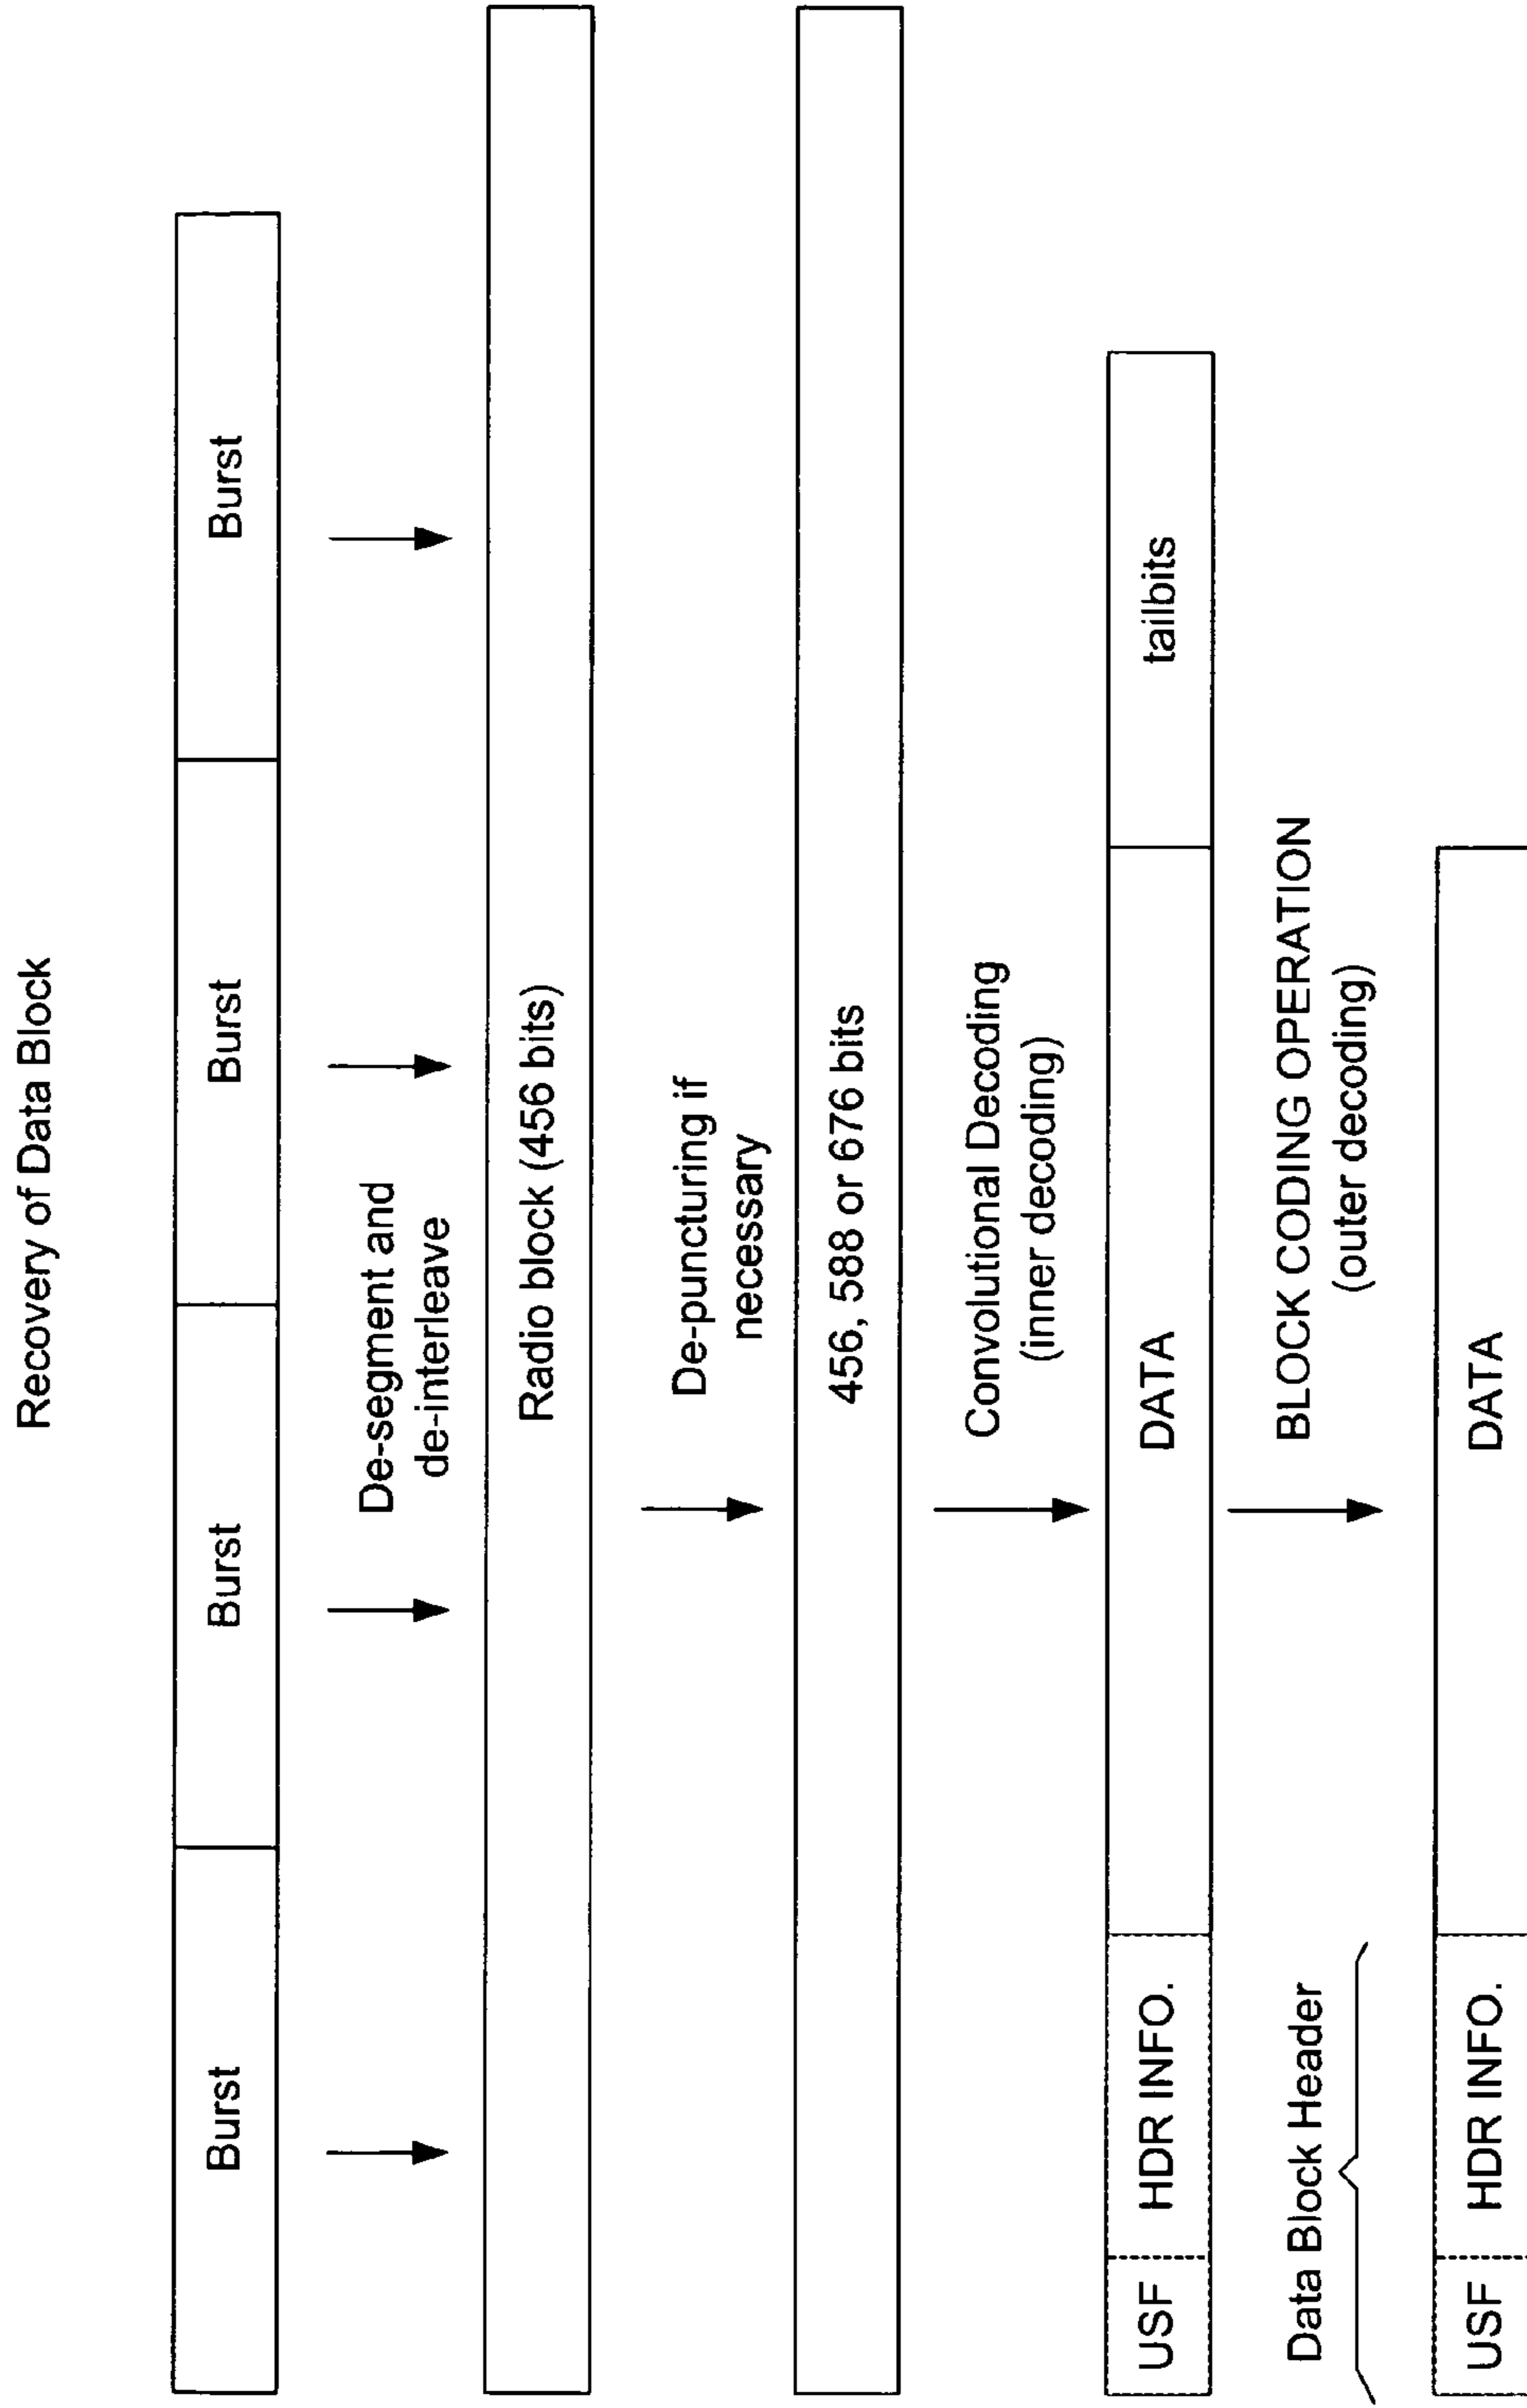 Recovery of Data Block
Burst
Burst
Burst
Burst
De-segment and
de-interleave
Radio block (456 bits)
De-puncturing if
necessary
456, 588 or 676 bits
Convolutional Decoding
(inner decoding)
USF
HDR INFO.
DATA
tailbits
Data Block Header
BLOCK CODING OPERATION
(outer decoding)
USF
HDR INFO.
DATA